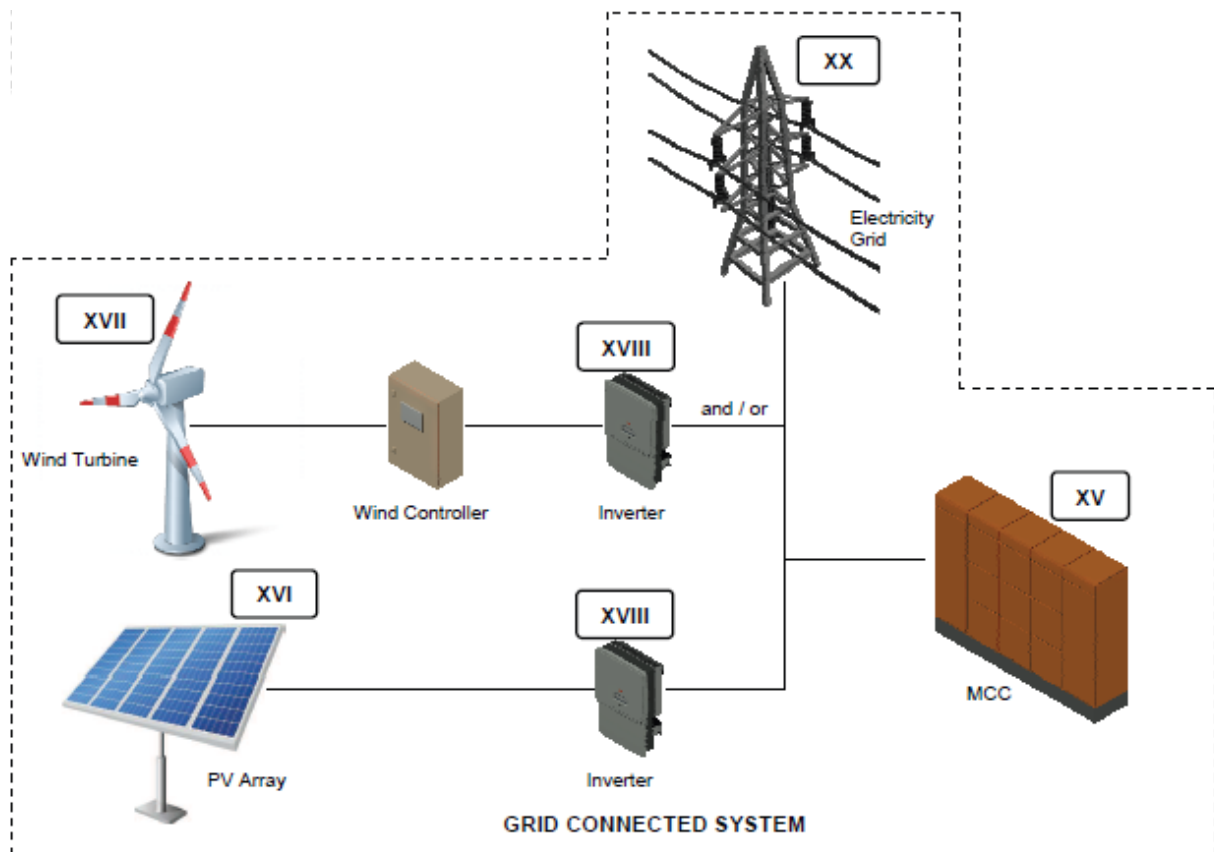 XX
Electricity
Grid
XVII
XVIII
and / or
Wind Turbine
Wind Controller
Inverter
XV
XVI
XVIII
MCC
PV Array
Inverter
GRID CONNECTED SYSTEM